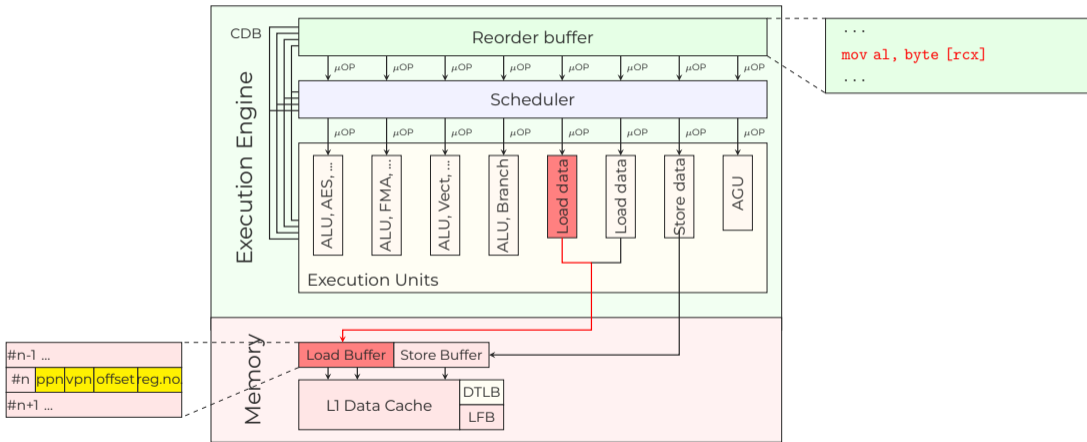 CDB
Reorder buffer
...
mov al, byte [rcx]
...
μOP μOP μOP μOP μOP μOP μOP μOP
Scheduler
μOP μOP μOP μOP μOP μOP μOP μOP
Execution Engine
ALU, AES, ...
ALU, FMA, ...
ALU, Vect, ...
ALU, Branch
Load data
Load data
Store data
AGU
Execution Units
Memory
Load Buffer
Store Buffer
L1 Data Cache
DTLB
LFB
#n-1 ...
#n ppn vpn offset reg.no.
#n+1 ...